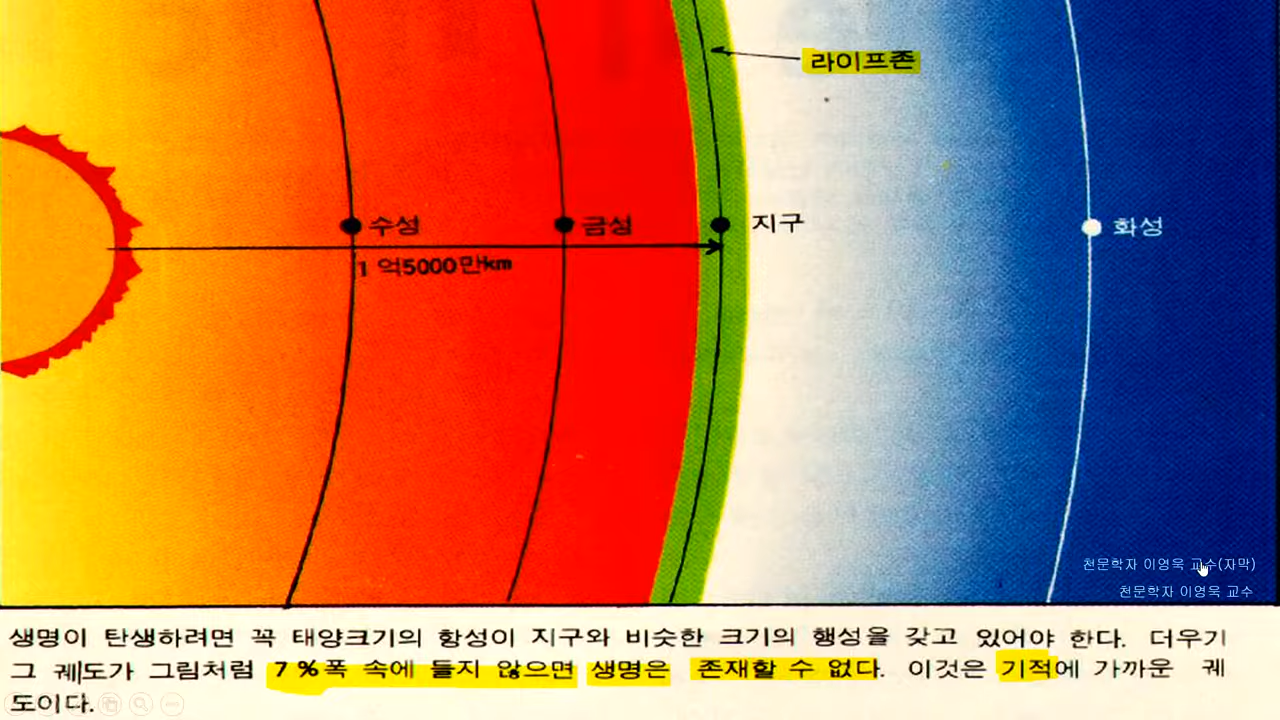 라이프존
수성
금성
지구
화성
1 억5000만km
천문학자 이영욱 교수(자막)
천문학자 이영욱 교수
생명이 탄생하려면 꼭 태양크기의 항성이 지구와 비슷한 크기의 행성을 갖고 있어야 한다. 더우기
그 궤도가 그림처럼 7%폭 속에 들지 않으면 생명은 존재할 수 없다. 이것은 기적에 가까운 궤
도이다.